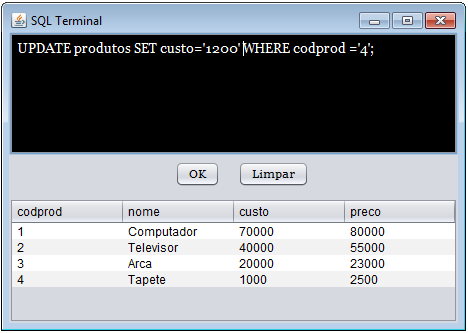 SQL Terminal
UPDATE produtos SET custo='1200' WHERE codprod ='4';
OK Limpar
codprod nome custo preco
1 Computador 70000 80000
2 Televisor 40000 55000
3 Arca 20000 23000
4 Tapete 1000 2500